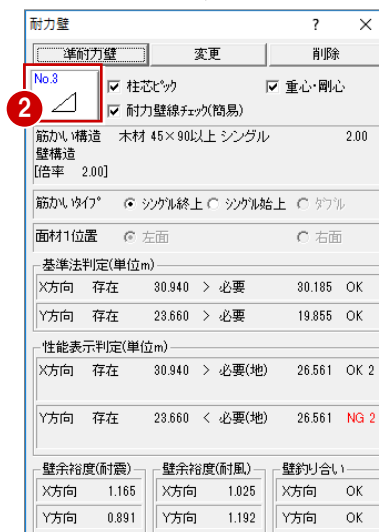 耐力壁 ? ×
準耐力壁 変更 削除
No.3
2
柱芯ピック 重心・剛心
耐力壁線チェック(簡易)
筋かい構造 木材 45×90以上 シングル 2.00
壁構造
[倍率 2.00]
筋かいタイプ シングル終上 シングル始上 ダブル
面材1位置 左面 右面
基準法判定(単位m)
X方向 存在 30.940 > 必要 30.185 OK
Y方向 存在 23.660 > 必要 19.855 OK
性能表示判定(単位m)
X方向 存在 30.940 > 必要(地) 26.561 OK 2
Y方向 存在 23.660 < 必要(地) 26.561 NG 2
壁余裕度(耐震) 壁余裕度(耐風) 壁釣り合い
X方向 1.165 X方向 1.025 X方向 OK
Y方向 0.891 Y方向 1.192 Y方向 OK